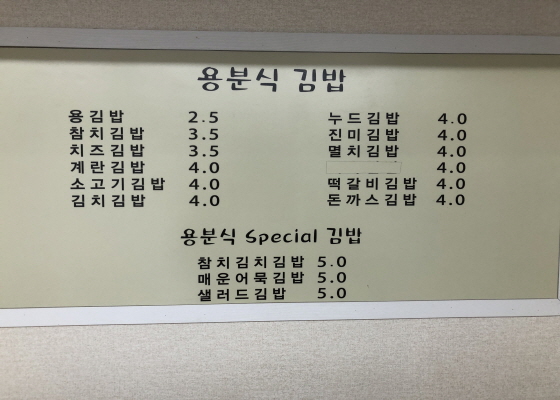 용분식 김밥
용김밥 2.5
참치김밥 3.5
치즈김밥 3.5
계란김밥 4.0
소고기김밥 4.0
김치김밥 4.0
누드김밥 4.0
진미김밥 4.0
멸치김밥 4.0
4.0
떡갈비김밥 4.0
돈까스김밥 4.0
용분식 Special 김밥
참치김치김밥 5.0
매운어묵김밥 5.0
샐러드김밥 5.0